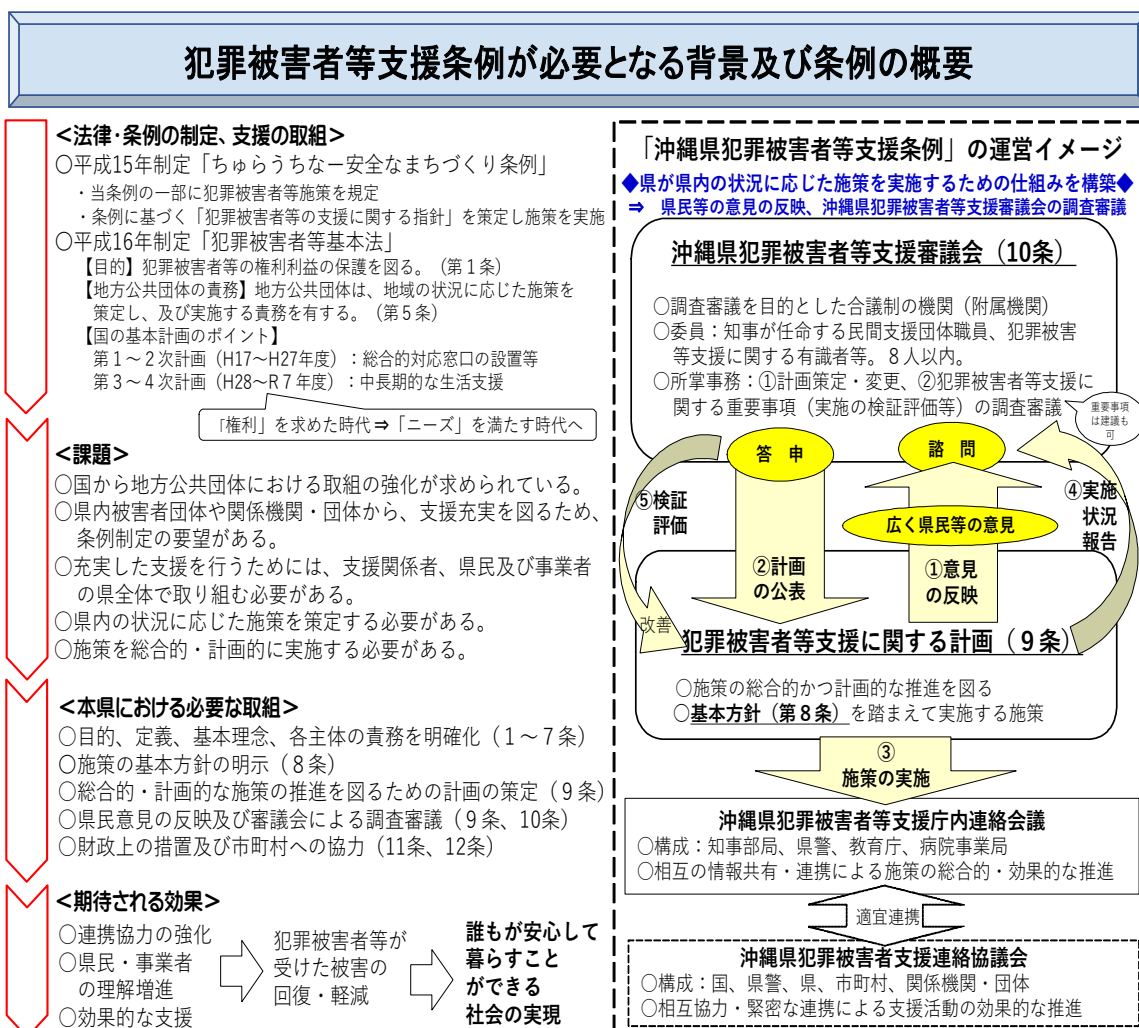 犯罪被害者等支援条例が必要となる背景及び条例の概要
<法律・条例の制定、支援の取組>
〇平成15年制定「ちゅらうちなー安全なまちづくり条例」
・当条例の一部に犯罪被害者等施策を規定
・条例に基づく「犯罪被害者等の支援に関する指針」を策定し施策を実施
〇平成16年制定「犯罪被害者等基本法」
【目的】犯罪被害者等の権利利益の保護を図る。（第１条）
【地方公共団体の責務】地方公共団体は、地域の状況に応じた施策を
策定し、及び実施する責務を有する。（第５条）
【国の基本計画のポイント】
第１～２次計画（H17～H27年度）：総合的対応窓口の設置等
第３～４次計画（H28～R７年度）：中長期的な生活支援
「権利」を求めた時代⇒「ニーズ」を満たす時代へ
<課題>
〇国から地方公共団体における取組の強化が求められている。
〇県内被害者団体や関係機関・団体から、支援充実を図るため、
条例制定の要望がある。
〇充実した支援を行うためには、支援関係者、県民及び事業者
の県全体で取り組む必要がある。
〇県内の状況に応じた施策を策定する必要がある。
〇施策を総合的・計画的に実施する必要がある。
<本県における必要な取組>
〇目的、定義、基本理念、各主体の責務を明確化（１～７条）
〇施策の基本方針の明示（８条）
〇総合的・計画的な施策の推進を図るための計画の策定（９条）
〇県民意見の反映及び審議会による調査審議（９条、10条）
〇財政上の措置及び市町村への協力（11条、12条）
<期待される効果>
〇連携協力の強化
〇県民・事業者
の理解増進
〇効果的な支援
犯罪被害者等が
受けた被害の
回復・軽減
誰もが安心して
暮らすこと
ができる
社会の実現
「沖縄県犯罪被害者等支援条例」の運営イメージ
◆県が県内の状況に応じた施策を実施するための仕組みを構築◆
⇒ 県民等の意見の反映、沖縄県犯罪被害者等支援審議会の調査審議
沖縄県犯罪被害者等支援審議会（10条）
〇調査審議を目的とした合議制の機関（附属機関）
〇委員：知事が任命する民間支援団体職員、犯罪被害
等支援に関する有識者等。８人以内。
〇所掌事務：①計画策定・変更、②犯罪被害者等支援に
関する重要事項（実施の検証評価等）の調査審議
重要事項
は建議も
可
答 申
諮 問
⑤検証
評価
④実施
状況
報告
広く県民等の意見
②計画
の公表
①意見
の反映
改善
犯罪被害者等支援に関する計画（９条）
〇施策の総合的かつ計画的な推進を図る
〇基本方針（第８条）を踏まえて実施する施策
③
施策の実施
沖縄県犯罪被害者等支援庁内連絡会議
〇構成：知事部局、県警、教育庁、病院事業局
〇相互の情報共有・連携による施策の総合的・効果的な推進
適宜連携
沖縄県犯罪被害者支援連絡協議会
〇構成：国、県警、県、市町村、関係機関・団体
〇相互協力・緊密な連携による支援活動の効果的な推進